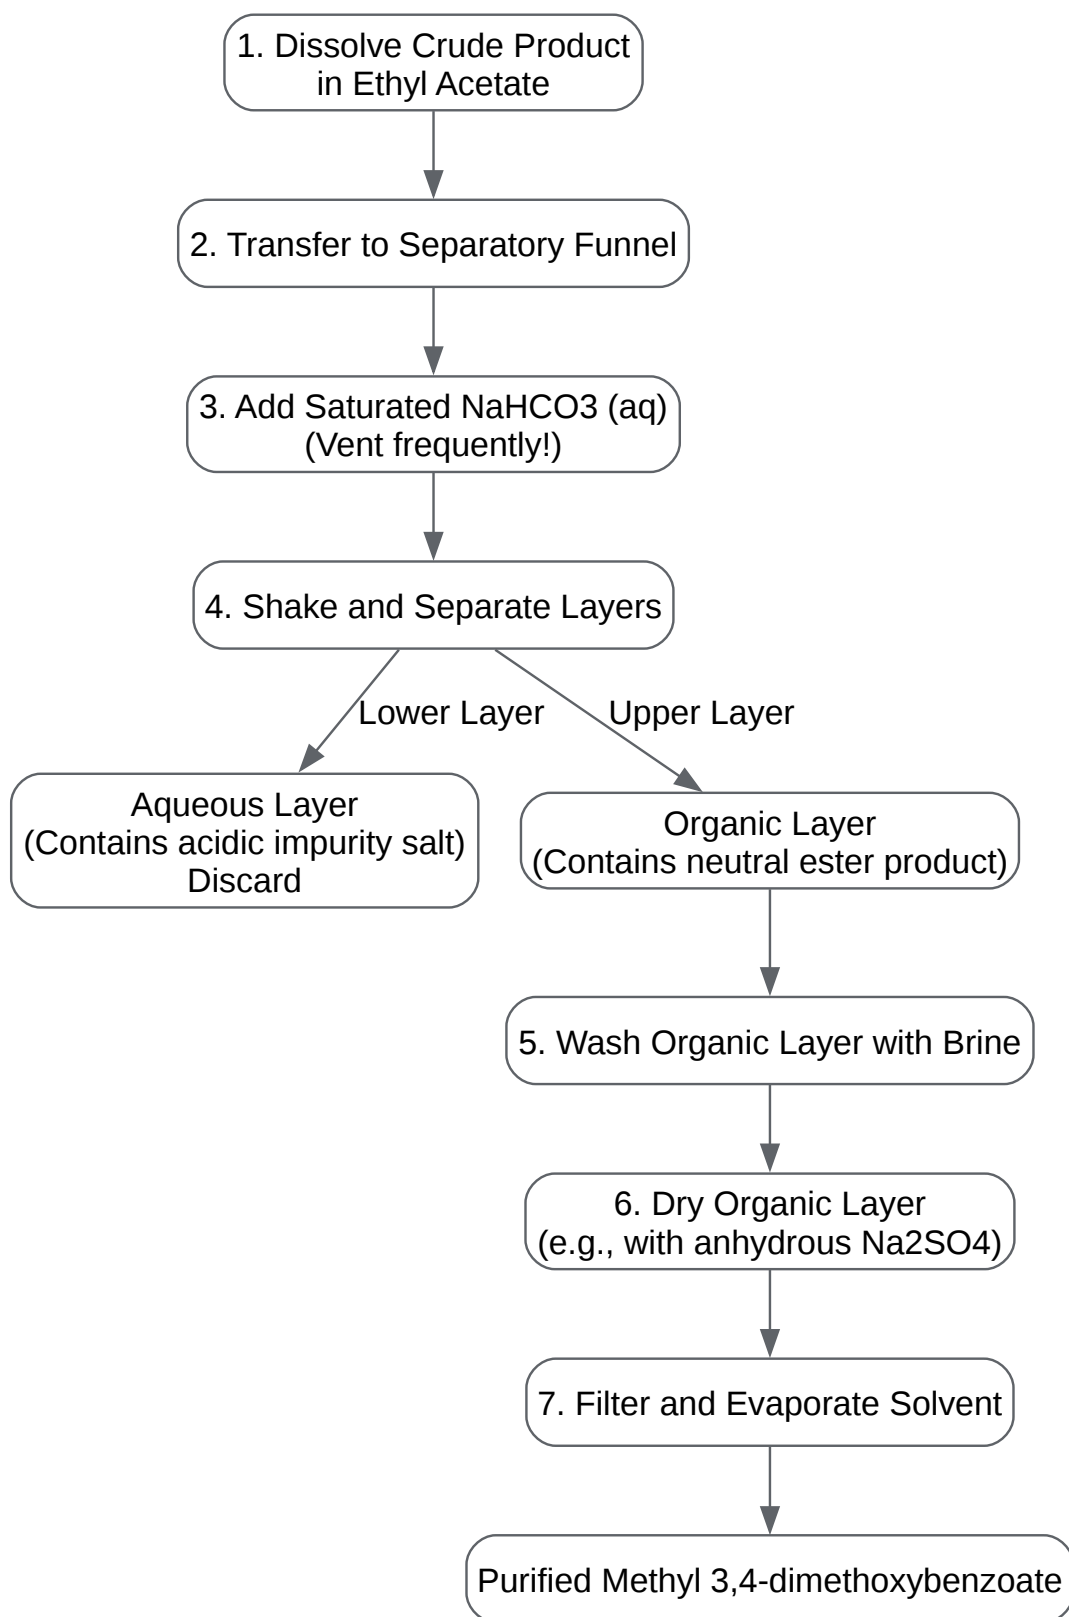 1. Dissolve Crude Product
in Ethyl Acetate
2. Transfer to Separatory Funnel
3. Add Saturated NaHCO3 (aq)
(Vent frequently!)
4. Shake and Separate Layers
Lower Layer
Upper Layer
Aqueous Layer
(Contains acidic impurity salt)
Discard
Organic Layer
(Contains neutral ester product)
5. Wash Organic Layer with Brine
6. Dry Organic Layer
(e.g., with anhydrous Na2SO4)
7. Filter and Evaporate Solvent
Purified Methyl 3,4-dimethoxybenzoate